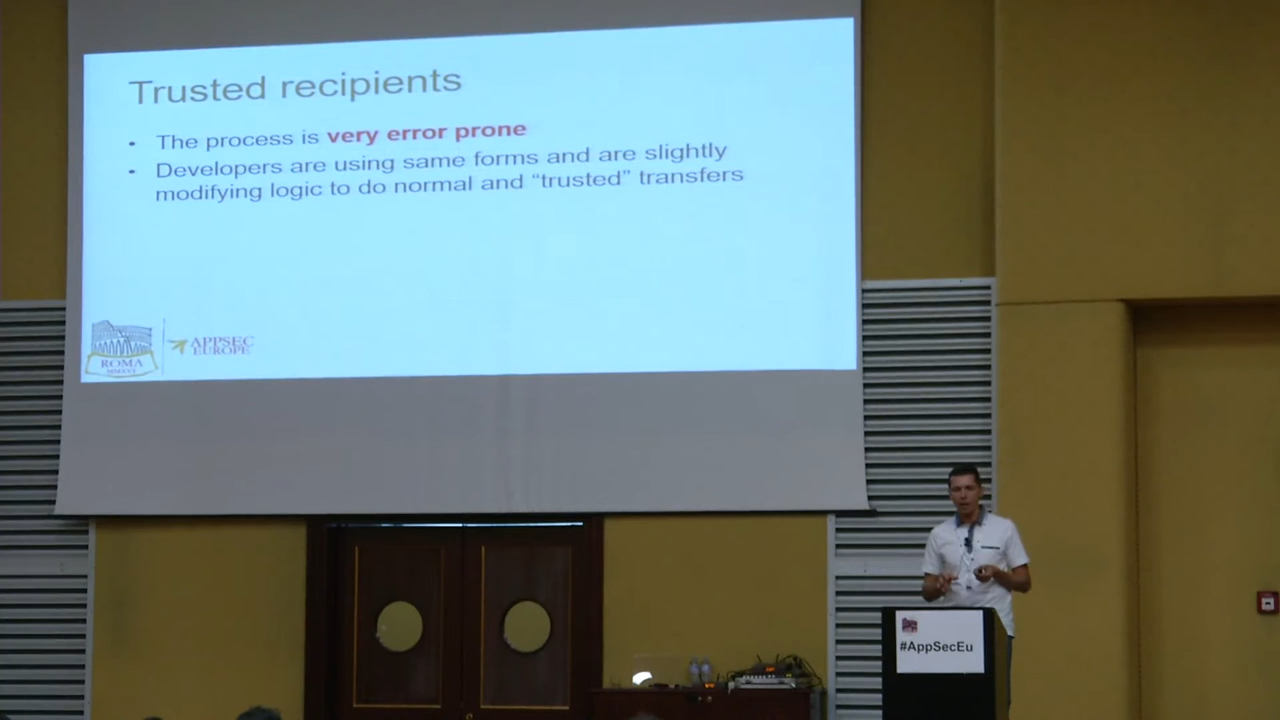 Trusted recipients
• The process is very error prone
• Developers are using same forms and are slightly
modifying logic to do normal and “trusted” transfers
ROMA
MMXVI
APPSEC
EUROPE
#AppSecEu